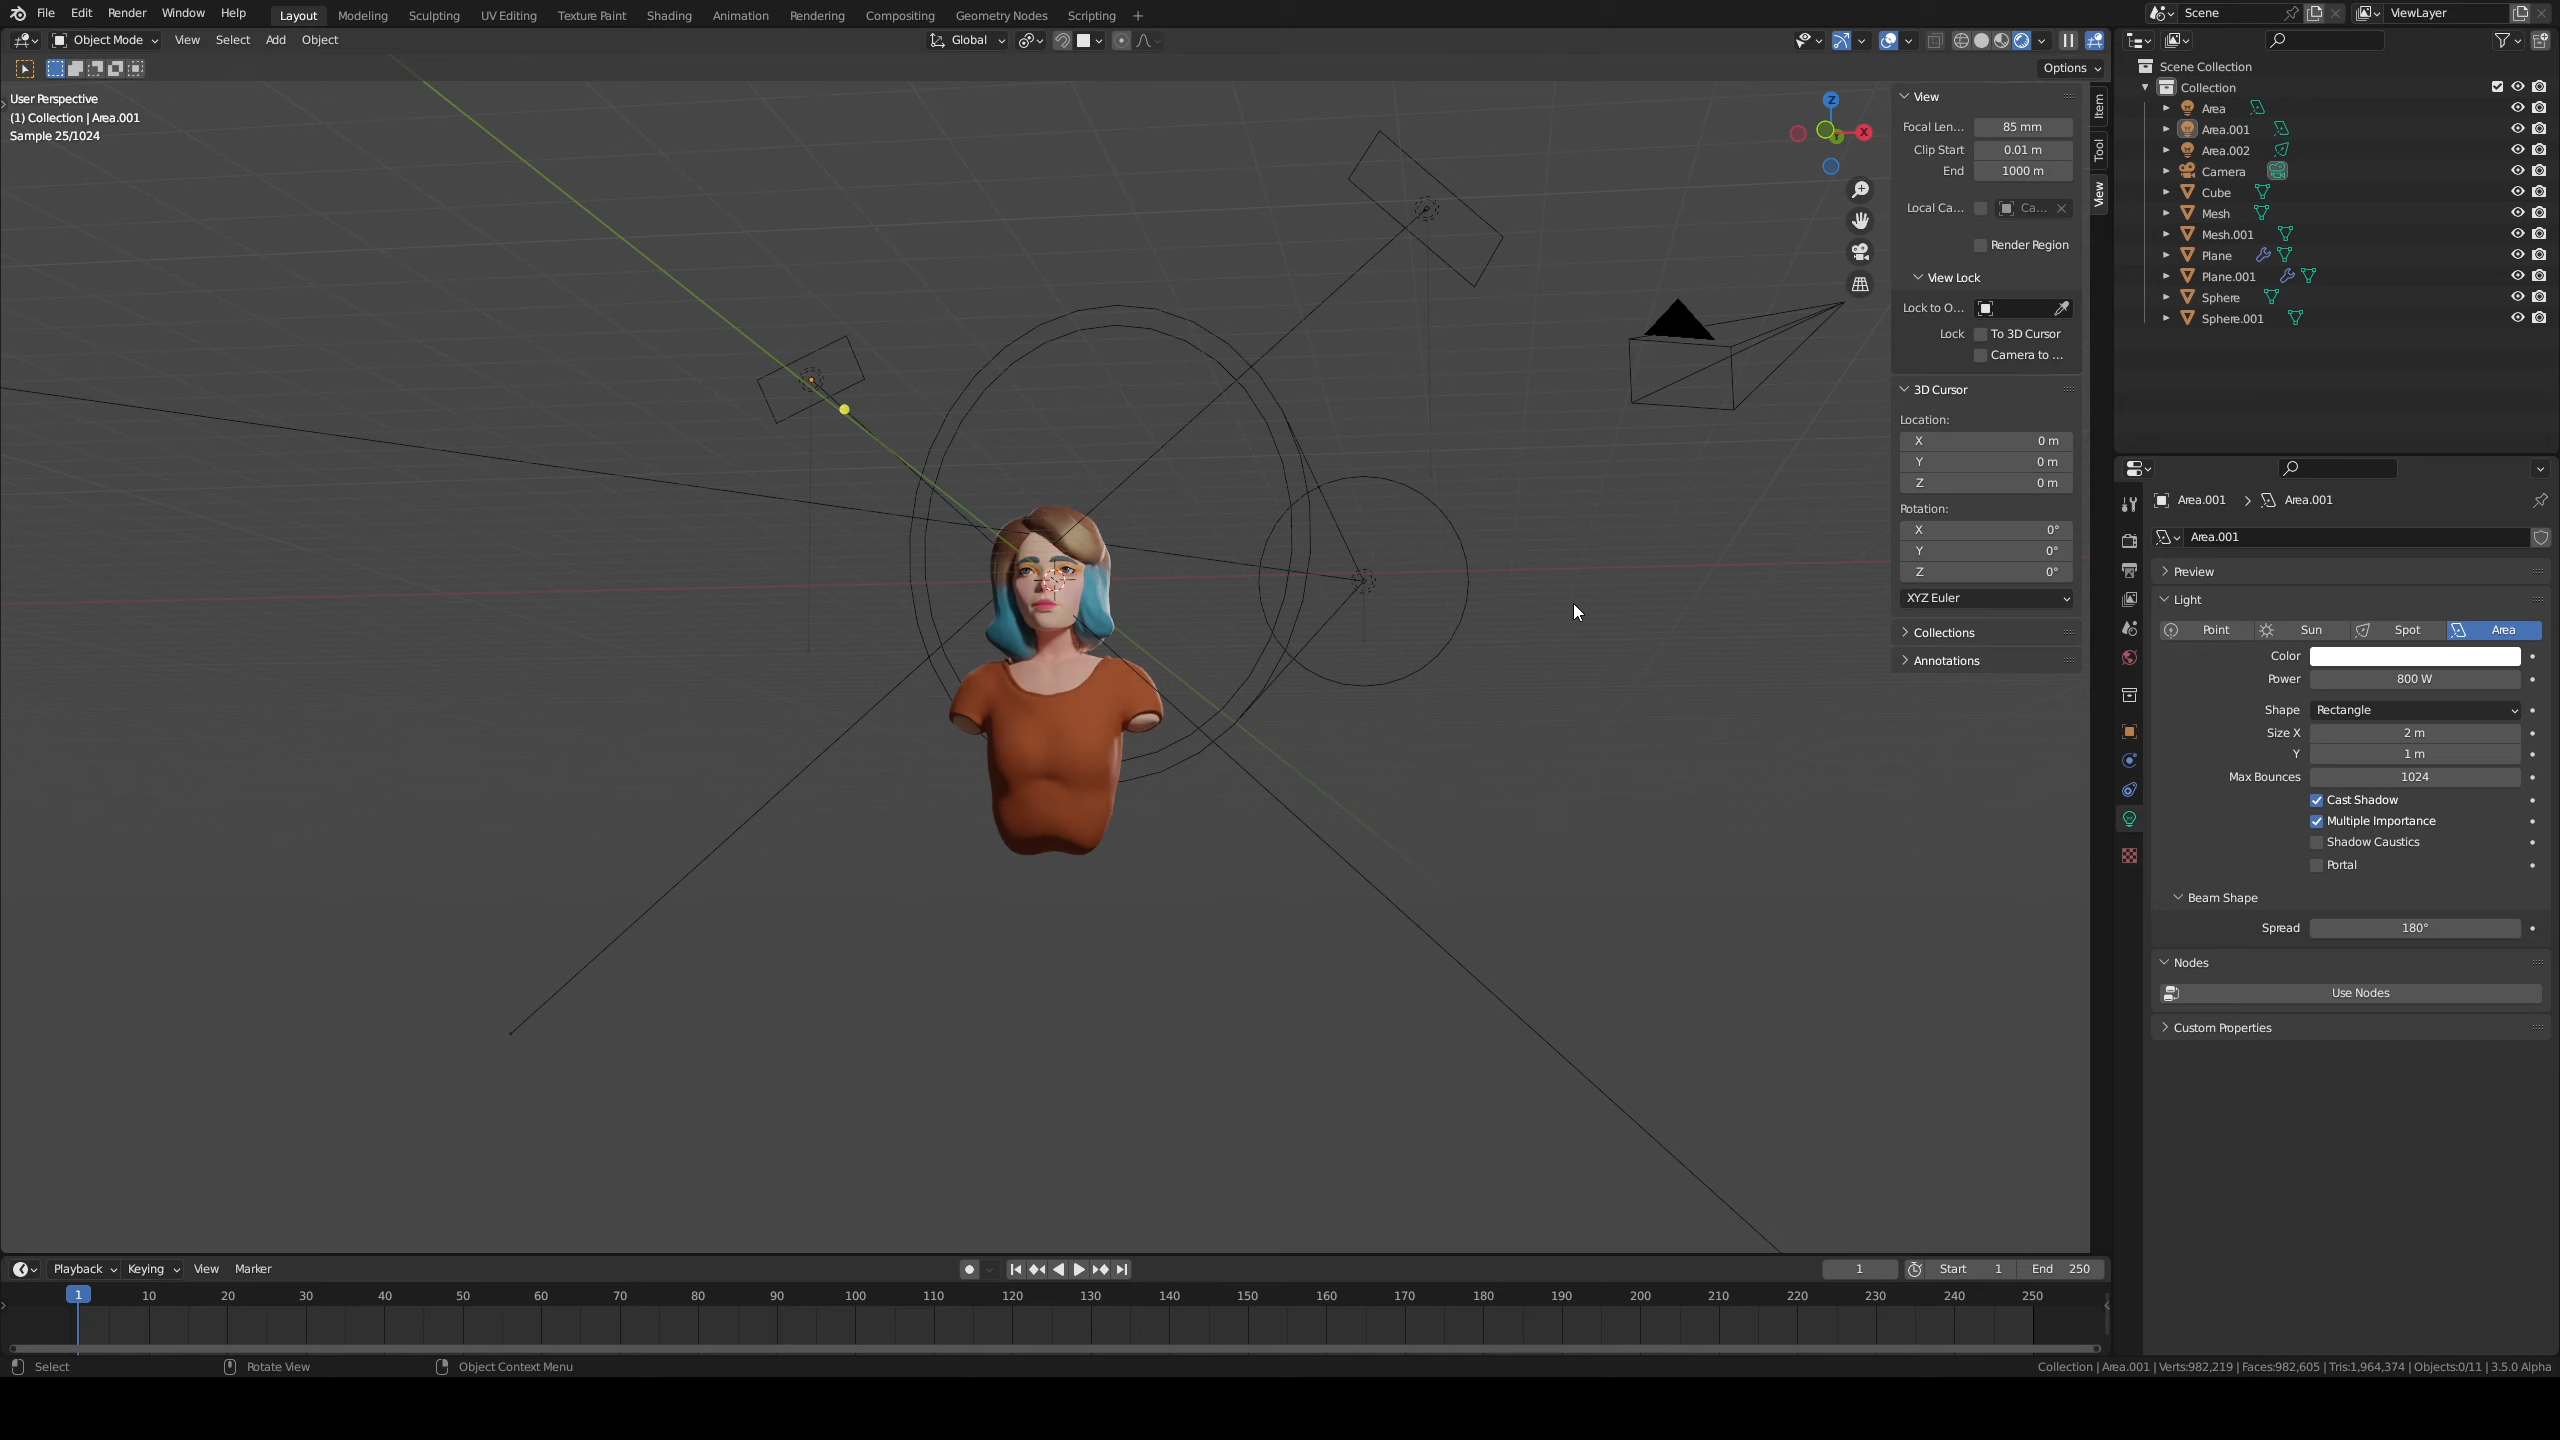 File Edit Render Window Help Layout Modeling Sculpting UV Editing Texture Paint Shading Animation Rendering Compositing Geometry Nodes Scripting + Scene ViewLayer
Object Mode View Select Add Object Global
Options
User Perspective
(1) Collection | Area.001
Sample 25/1024
Z
X
Y
View
Focal Len... 85 mm
Clip Start 0.01 m
End 1000 m
Local Ca... Ca...
Render Region
View Lock
Lock to O...
Lock To 3D Cursor
Camera to ...
3D Cursor
Location:
X 0 m
Y 0 m
Z 0 m
Rotation:
X 0°
Y 0°
Z 0°
XYZ Euler
Collections
Annotations
Item
Tool
View
Scene Collection
Collection
Area
Area.001
Area.002
Camera
Cube
Mesh
Mesh.001
Plane
Plane.001
Sphere
Sphere.001
Area.001 Area.001
Area.001
Preview
Light
Point Sun Spot Area
Color
Power 800 W
Shape Rectangle
Size X 2 m
Y 1 m
Max Bounces 1024
Cast Shadow
Multiple Importance
Shadow Caustics
Portal
Beam Shape
Spread 180°
Nodes
Use Nodes
Custom Properties
Playback Keying View Marker 1 Start 1 End 250
1 10 20 30 40 50 60 70 80 90 100 110 120 130 140 150 160 170 180 190 200 210 220 230 240 250
Select Rotate View Object Context Menu Collection | Area.001 | Verts:982,219 | Faces:982,605 | Tris:1,964,374 | Objects:0/11 | 3.5.0 Alpha